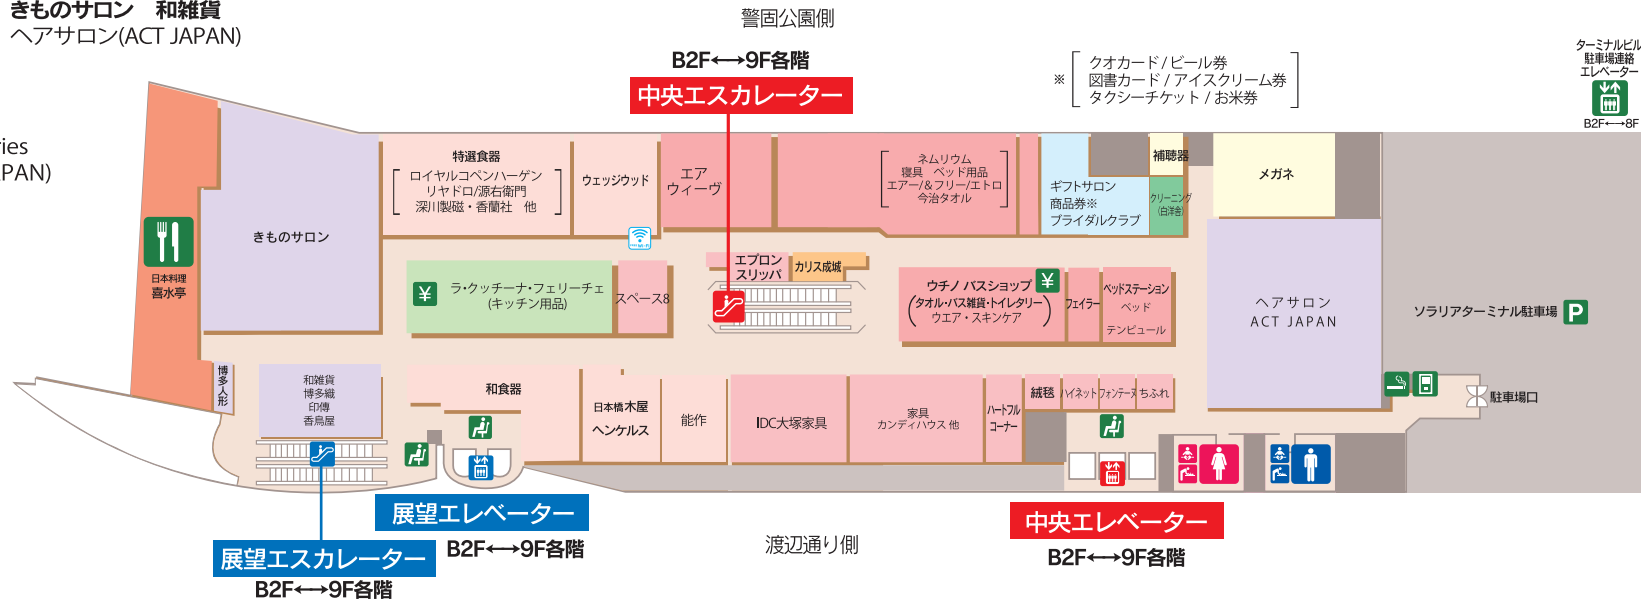 きものサロン　和雑貨
ヘアサロン(ACT JAPAN)
ries
PAN)
警固公園側
B2F⟷9F各階
中央エスカレーター
※
クオカード / ビール券
図書カード / アイスクリーム券
タクシーチケット / お米券
ターミナルビル
駐車場連絡
エレベーター
B2F⟷8F
特選食器
ロイヤルコペンハーゲン
リヤドロ/源右衛門
深川製磁・香蘭社　他
ウェッジウッド
エア
ウィーヴ
ネムリウム
寝具　ベッド用品
エアー/＆フリー/エトロ
今治タオル
ギフトサロン
商品券※
ブライダルクラブ
補聴器
クリーニング
(白洋舎)
メガネ
きものサロン
日本料理
喜水亭
¥
ラ・クッチーナ・フェリーチェ
(キッチン用品)
スペース8
エプロン
スリッパ
カリス成城
ウチノ バスショップ
¥
(タオル・バス雑貨・トイレタリー)
ウエア・スキンケア
フェイラー
ベッドステーション
ベッド
テンピュール
ヘアサロン
ACT JAPAN
ソラリアターミナル駐車場
P
博多人形
和雑貨
博多織
印傳
香鳥屋
和食器
日本橋木屋
ヘンケルス
能作
IDC大塚家具
家具
カンディハウス 他
ハートフル
コーナー
絨毯
ハイネット
フォンテーヌ
ちふれ
駐車場口
展望エレベーター
B2F⟷9F各階
展望エスカレーター
B2F⟷9F各階
渡辺通り側
中央エレベーター
B2F⟷9F各階